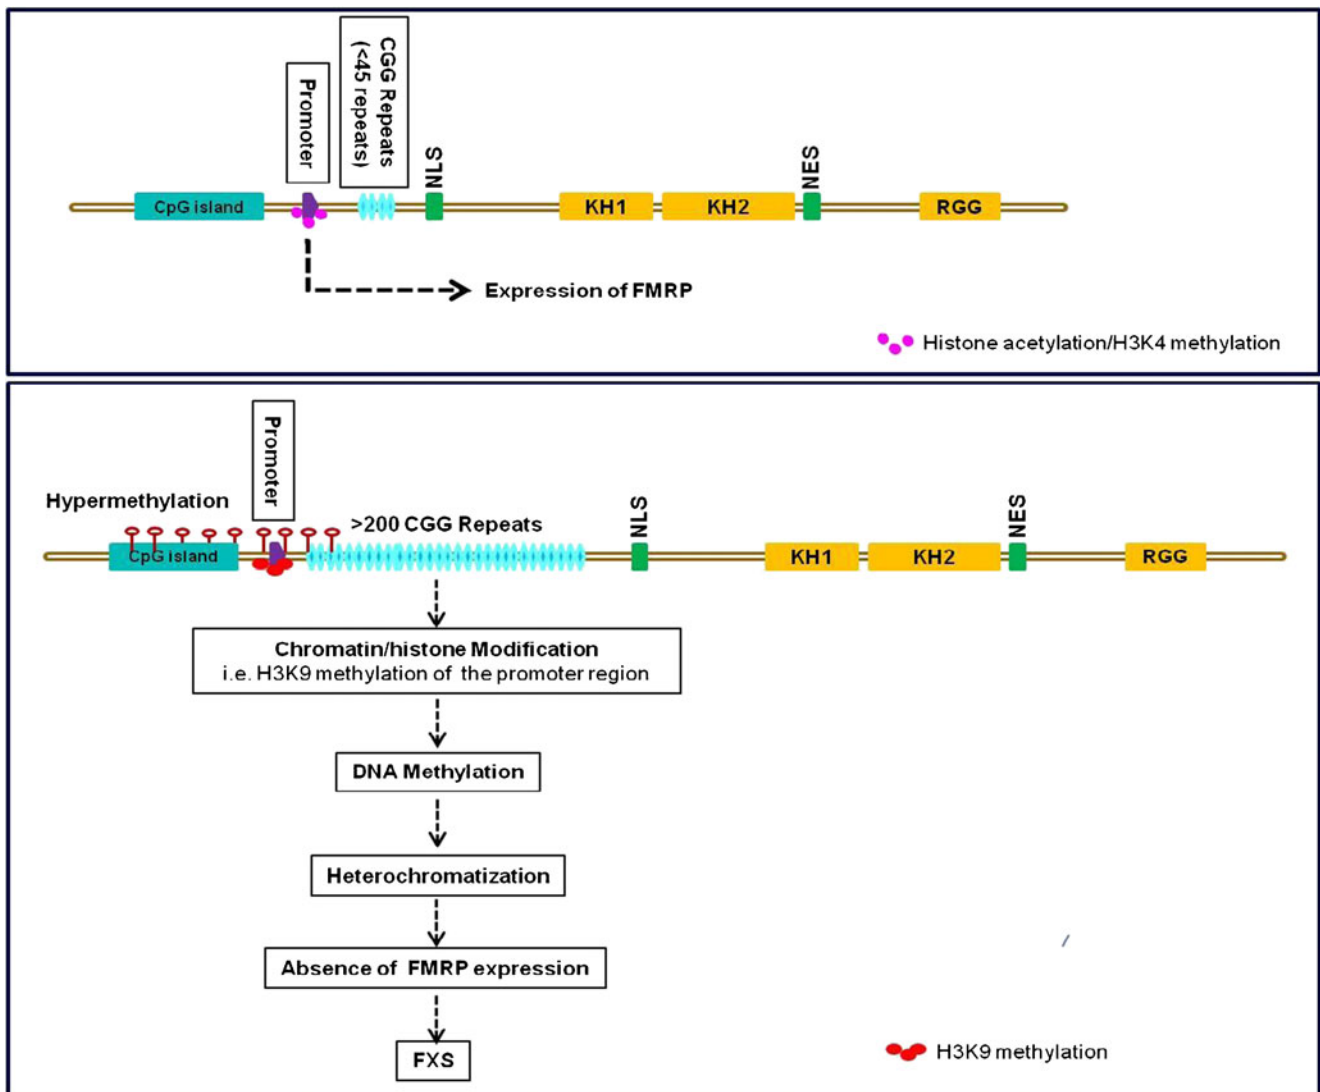 Promoter
CGG Repeats
(<45 repeats)
NLS
NES
CpG island
KH1
KH2
RGG
Expression of FMRP
Histone acetylation/H3K4 methylation
Promoter
Hypermethylation
>200 CGG Repeats
NLS
NES
CpG island
KH1
KH2
RGG
Chromatin/histone Modification
i.e. H3K9 methylation of the promoter region
DNA Methylation
Heterochromatization
Absence of FMRP expression
FXS
H3K9 methylation